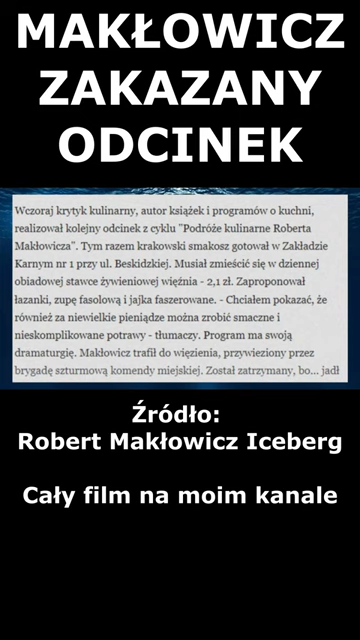 MAKŁOWICZ
ZAKAZANY
ODCINEK
Wczoraj krytyk kulinarny, autor książek i programów o kuchni,
realizował kolejny odcinek z cyklu "Podróże kulinarne Roberta
Makłowicza". Tym razem krakowski smakosz gotował w Zakładzie
Karnym nr 1 przy ul. Beskidzkiej. Musiał zmieścić się w dziennej
obiadowej stawce żywieniowej więźnia - 2,1 zł. Zaproponował
łazanki, zupę fasolową i jajka faszerowane. - Chciałem pokazać, że
również za niewielkie pieniądze można zrobić smaczne i
nieskomplikowane potrawy - tłumaczy. Program ma swoją
dramaturgię. Makłowicz trafił do więzienia, przywieziony przez
brygadę szturmową komendy miejskiej. Został zatrzymany, bo... jadł
Źródło:
Robert Makłowicz Iceberg
Cały film na moim kanale